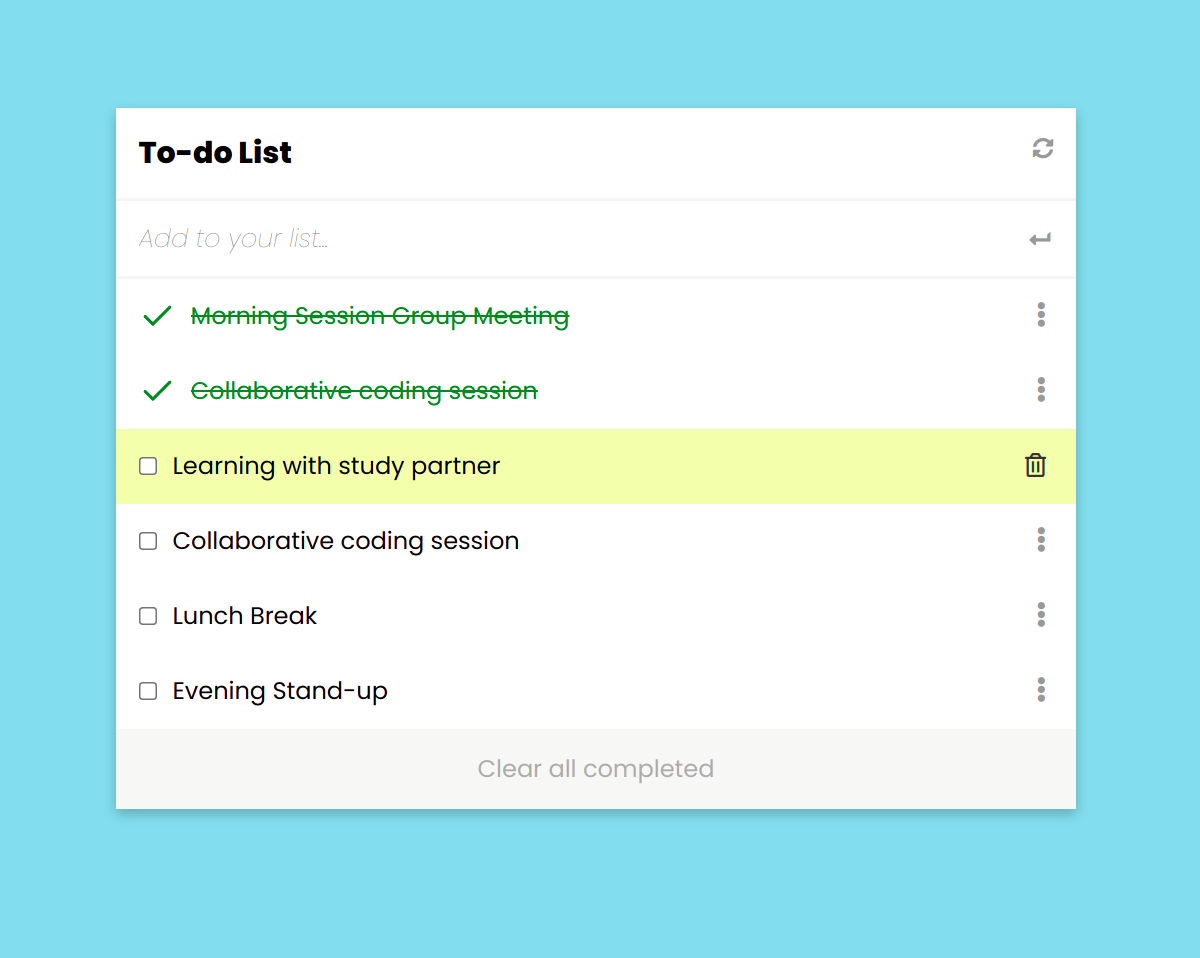 To-do List
Add to your list...
Morning Session Group Meeting
Collaborative coding session
Learning with study partner
Collaborative coding session
Lunch Break
Evening Stand-up
Clear all completed